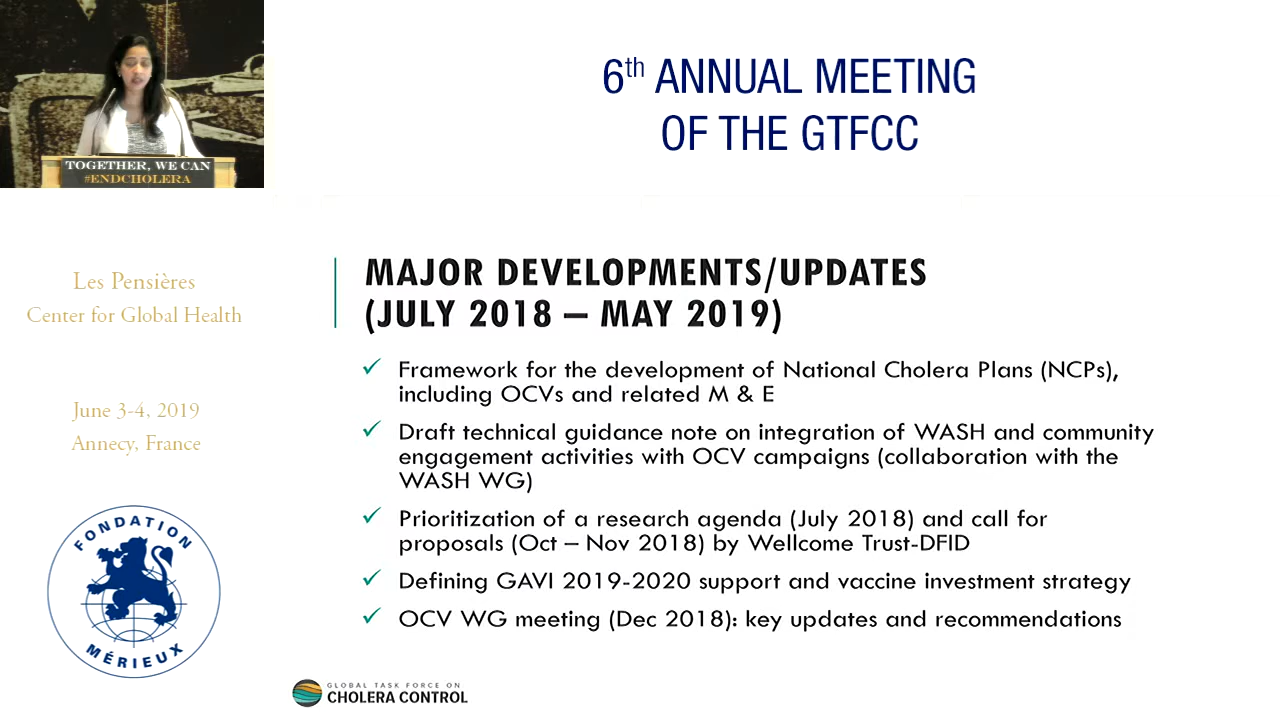 TOGETHER, WE CAN
#ENDCHOLERA
6th ANNUAL MEETING
OF THE GTFCC
Les Pensières
Center for Global Health
June 3-4, 2019
Annecy, France
FONDATION
MÉRIEUX
MAJOR DEVELOPMENTS/UPDATES
(JULY 2018 – MAY 2019)
✓ Framework for the development of National Cholera Plans (NCPs),
including OCVs and related M & E
✓ Draft technical guidance note on integration of WASH and community
engagement activities with OCV campaigns (collaboration with the
WASH WG)
✓ Prioritization of a research agenda (July 2018) and call for
proposals (Oct – Nov 2018) by Wellcome Trust-DFID
✓ Defining GAVI 2019-2020 support and vaccine investment strategy
✓ OCV WG meeting (Dec 2018): key updates and recommendations
GLOBAL TASK FORCE ON
CHOLERA CONTROL